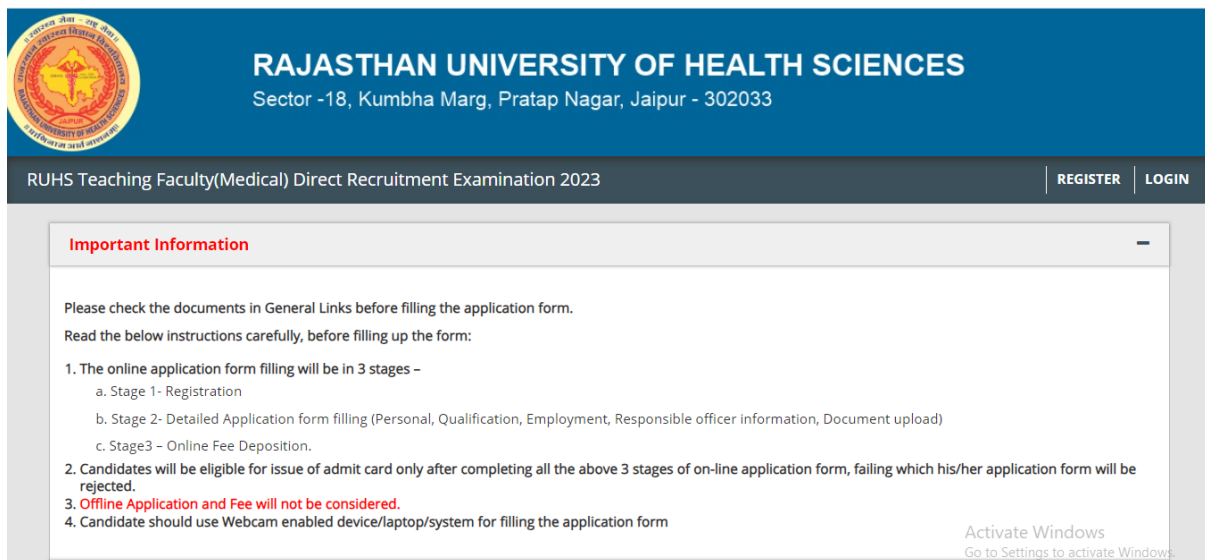 RAJASTHAN UNIVERSITY OF HEALTH SCIENCES
Sector -18, Kumbha Marg, Pratap Nagar, Jaipur - 302033
JAIPUR
RUHS Teaching Faculty(Medical) Direct Recruitment Examination 2023
REGISTER
LOGIN
Important Information
Please check the documents in General Links before filling the application form.
Read the below instructions carefully, before filling up the form:
1. The online application form filling will be in 3 stages –
a. Stage 1- Registration
b. Stage 2- Detailed Application form filling (Personal, Qualification, Employment, Responsible officer information, Document upload)
c. Stage3 – Online Fee Deposition.
2. Candidates will be eligible for issue of admit card only after completing all the above 3 stages of on-line application form, failing which his/her application form will be
rejected.
3. Offline Application and Fee will not be considered.
4. Candidate should use Webcam enabled device/laptop/system for filling the application form
Activate Windows
Go to Settings to activate Windows.